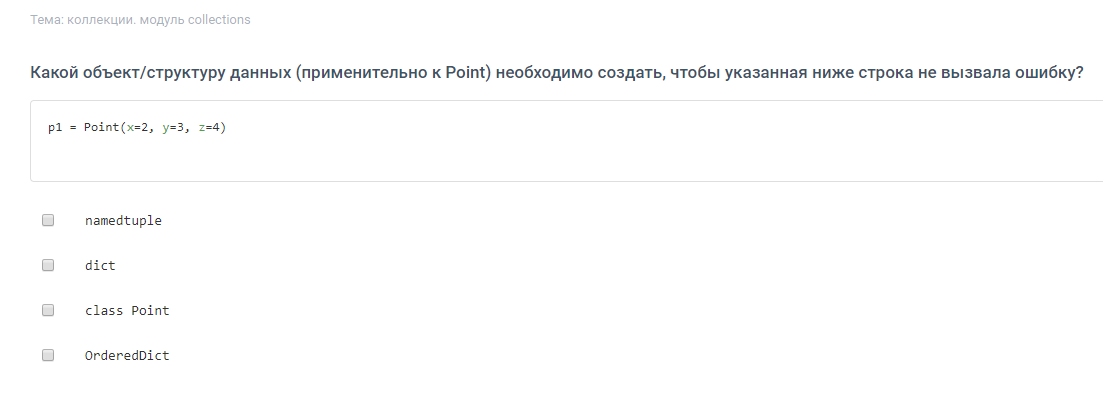 Тема: коллекции. модуль collections
Какой объект/структуру данных (применительно к Point) необходимо создать, чтобы указанная ниже строка не вызвала ошибку?
p1 = Point(x=2, y=3, z=4)
namedtuple
dict
class Point
OrderedDict